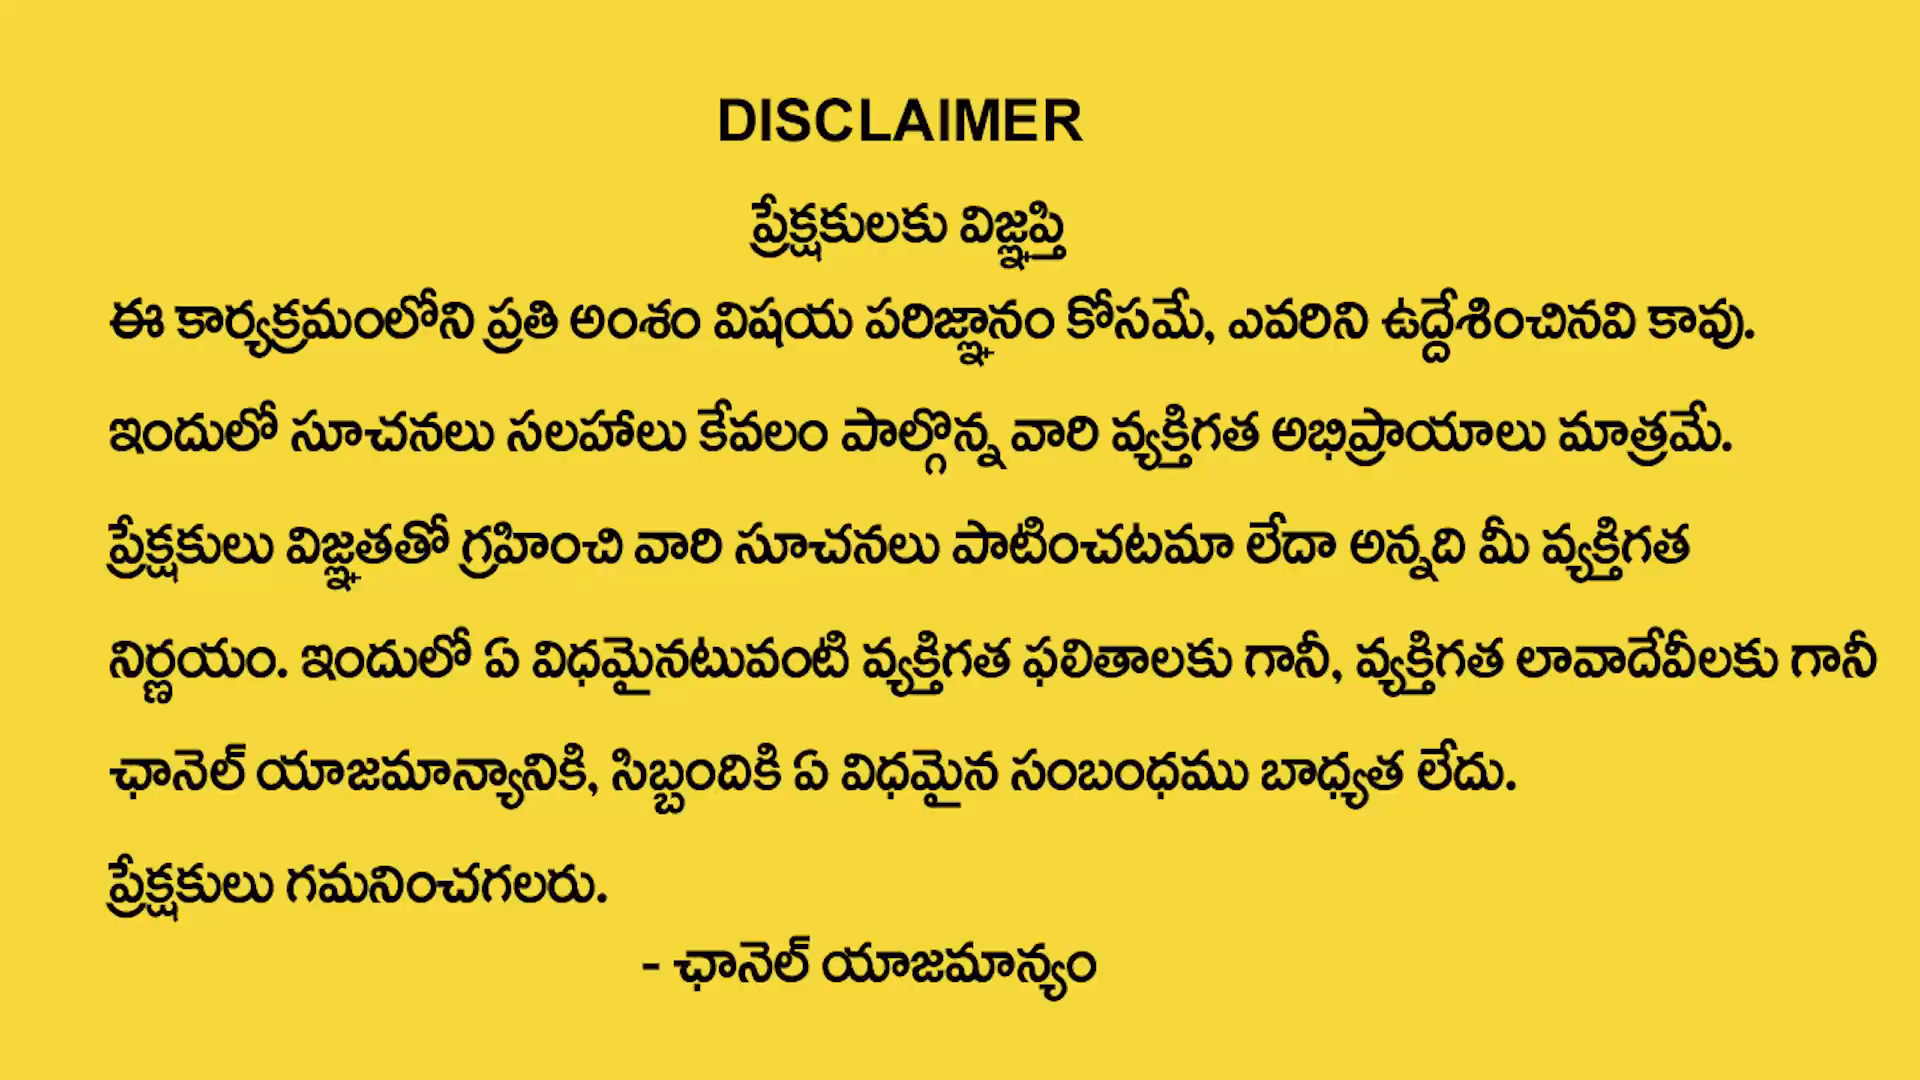 DISCLAIMER
ప్రేక్షకులకు విజ్ఞప్తి
ఈ కార్యక్రమంలోని ప్రతి అంశం విషయ పరిజ్ఞానం కోసమే, ఎవరిని ఉద్దేశించినవి కావు.
ఇందులో సూచనలు సలహాలు కేవలం పాల్గొన్న వారి వ్యక్తిగత అభిప్రాయాలు మాత్రమే.
ప్రేక్షకులు విజ్ఞతతో గ్రహించి వారి సూచనలు పాటించటమా లేదా అన్నది మీ వ్యక్తిగత
నిర్ణయం. ఇందులో ఏ విధమైనటువంటి వ్యక్తిగత ఫలితాలకు గానీ, వ్యక్తిగత లావాదేవీలకు గానీ
ఛానెల్ యాజమాన్యానికి, సిబ్బందికి ఏ విధమైన సంబంధము బాధ్యత లేదు.
ప్రేక్షకులు గమనించగలరు.
- ఛానెల్ యాజమాన్యం